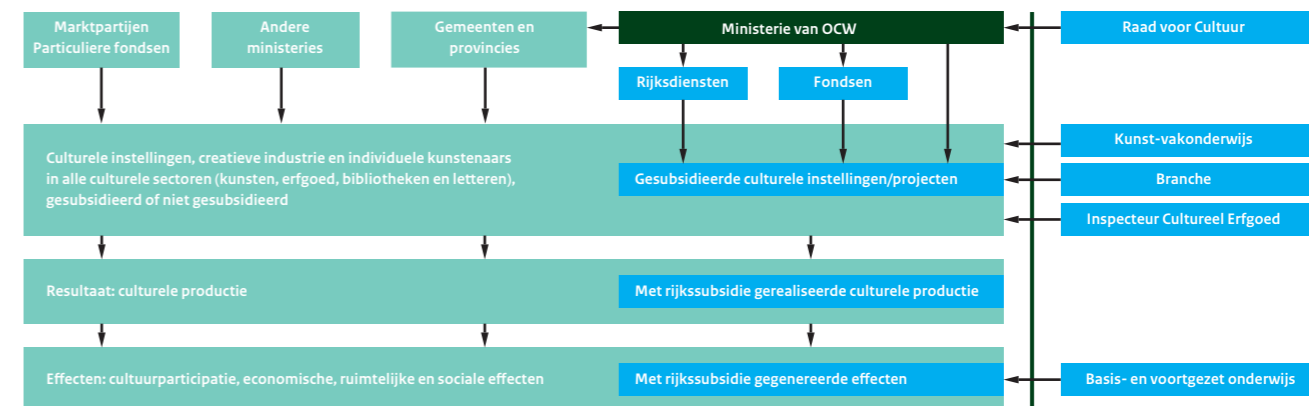 Marktpartijen
Particuliere fondsen
Andere
ministeries
Gemeenten en
provincies
Ministerie van OCW
Raad voor Cultuur
Rijksdiensten
Fondsen
Culturele instellingen, creatieve industrie en individuele kunstenaars
in alle culturele sectoren (kunsten, erfgoed, bibliotheken en letteren),
gesubsidieerd of niet gesubsidieerd
Gesubsidieerde culturele instellingen/projecten
Kunst-vakonderwijs
Branche
Inspecteur Cultureel Erfgoed
Resultaat: culturele productie
Met rijkssubsidie gerealiseerde culturele productie
Effecten: cultuurparticipatie, economische, ruimtelijke en sociale effecten
Met rijkssubsidie gegenereerde effecten
Basis- en voortgezet onderwijs